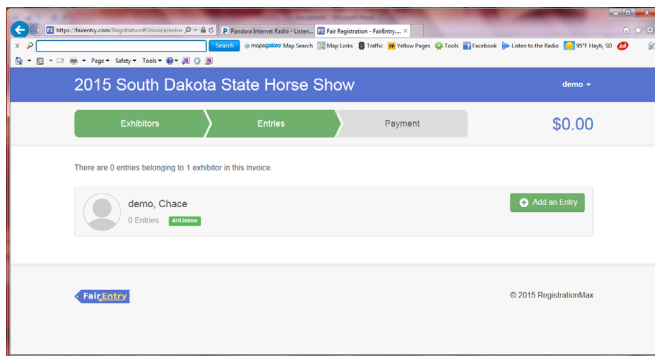 https://fairentry.com/Registration#/invoice/entrie
Pandora Internet Radio - Listen...
Fair Registration - FairEntry....
Search
mapsgalaxy Map Search
Map Links
Traffic
Yellow Pages
Tools
Facebook
Listen to the Radio
95°F Hayti, SD
Page
Safety
Tools
2015 South Dakota State Horse Show
demo
Exhibitors
Entries
Payment
$0.00
There are 0 entries belonging to 1 exhibitor in this invoice.
demo, Chace
Add an Entry
0 Entries 4HOnline
FairEntry
© 2015 RegistrationMax